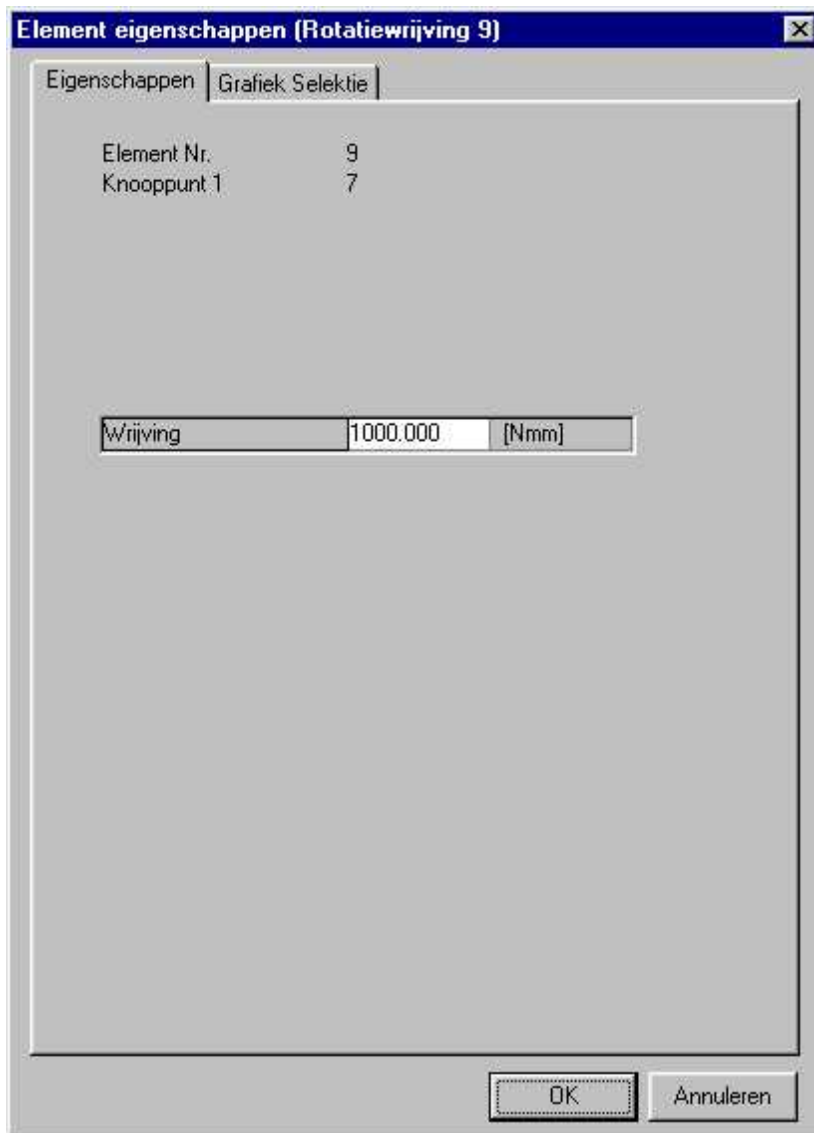 Element eigenschappen (Rotatiewrijving 9)
Eigenschappen Grafiek Selektie
Element Nr. 9
Knooppunt 1 7
Wrijving 1000.000 [Nmm]
OK Annuleren